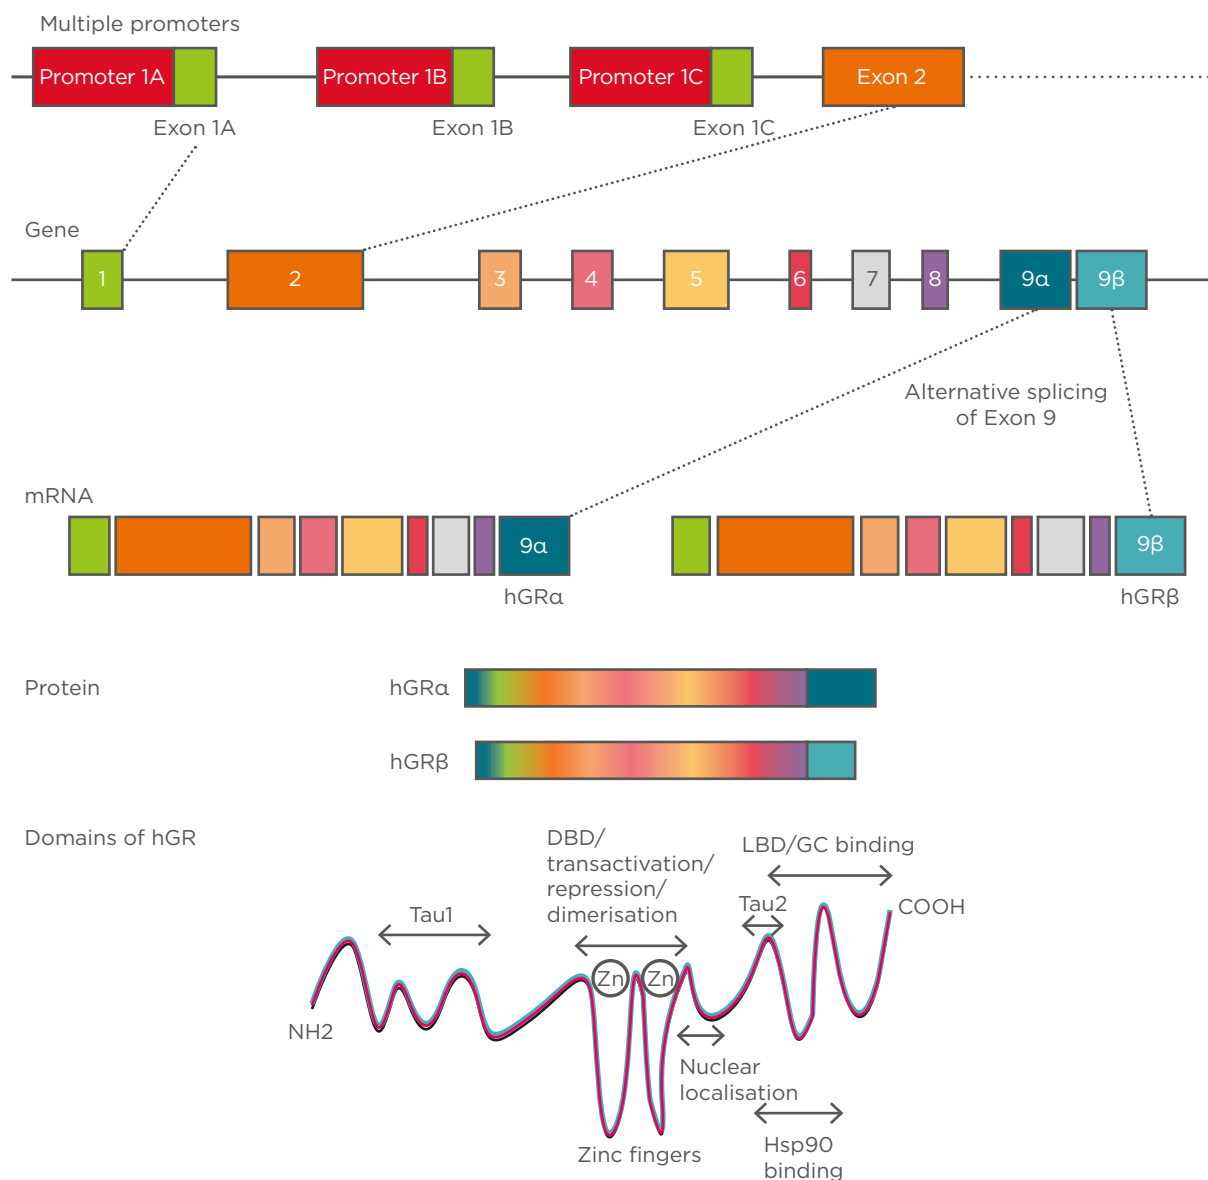 Multiple promoters
Promoter 1A
Promoter 1B
Promoter 1C
Exon 2
Exon 1A
Exon 1B
Exon 1C
Gene
1
2
3
4
5
6
7
8
9α
9β
Alternative splicing
of Exon 9
mRNA
9α
9β
hGRα
hGRβ
Protein
hGRα
hGRβ
Domains of hGR
DBD/
transactivation/
repression/
dimerisation
LBD/GC binding
Tau1
Tau2
COOH
Zn
Zn
NH2
Nuclear
localisation
Zinc fingers
Hsp90
binding